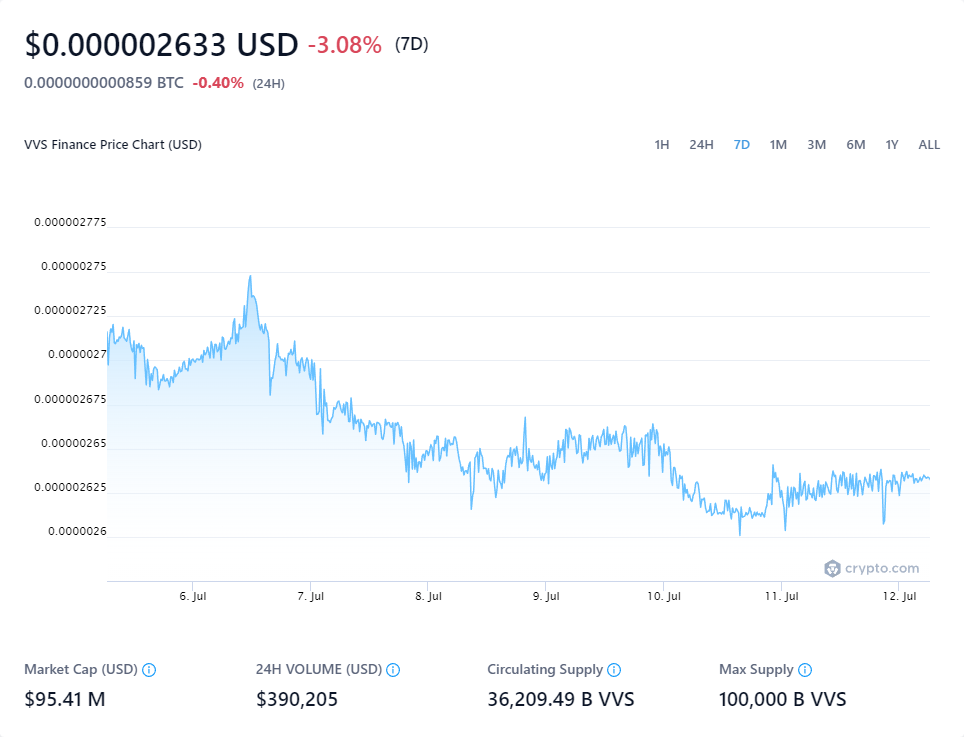 $0.000002633 USD -3.08% (7D)
0.0000000000859 BTC -0.40% (24H)
VVS Finance Price Chart (USD) 1H 24H 7D 1M 3M 6M 1Y ALL
0.000002775
0.00000275
0.000002725
0.0000027
0.000002675
0.00000265
0.000002625
0.0000026
crypto.com
6. Jul 7. Jul 8. Jul 9. Jul 10. Jul 11. Jul 12. Jul
Market Cap (USD) 24H VOLUME (USD) Circulating Supply Max Supply
$95.41 M $390,205 36,209.49 B VVS 100,000 B VVS